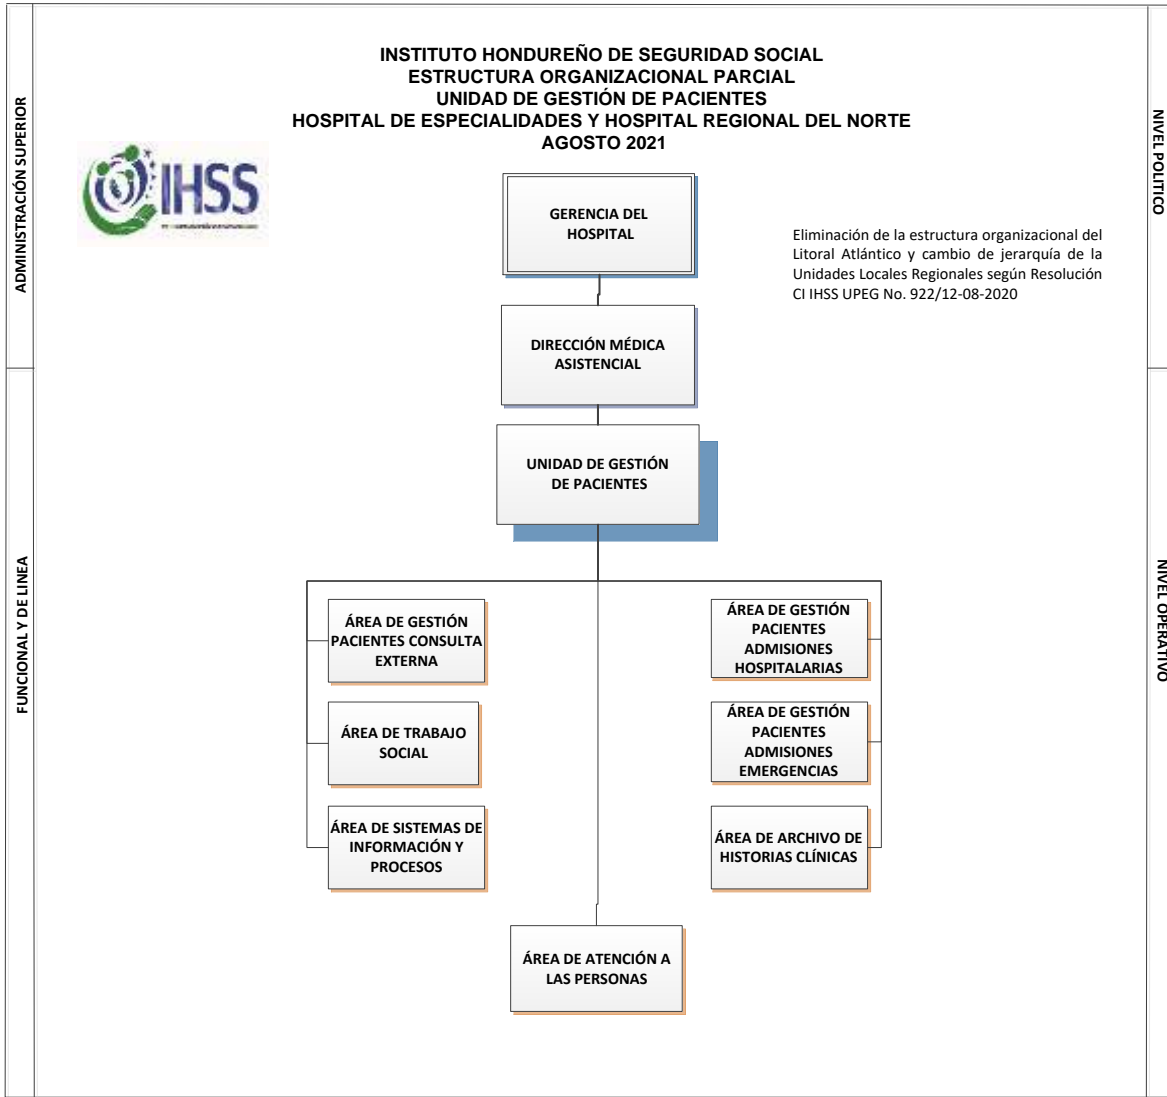 INSTITUTO HONDUREÑO DE SEGURIDAD SOCIAL
ESTRUCTURA ORGANIZACIONAL PARCIAL
UNIDAD DE GESTIÓN DE PACIENTES
HOSPITAL DE ESPECIALIDADES Y HOSPITAL REGIONAL DEL NORTE
AGOSTO 2021
ADMINISTRACIÓN SUPERIOR
NIVEL POLITICO
IHSS
GERENCIA DEL
HOSPITAL
Eliminación de la estructura organizacional del
Litoral Atlántico y cambio de jerarquía de la
Unidades Locales Regionales según Resolución
CI IHSS UPEG No. 922/12-08-2020
DIRECCIÓN MÉDICA
ASISTENCIAL
UNIDAD DE GESTIÓN
DE PACIENTES
FUNCIONAL Y DE LINEA
NIVEL OPERATIVO
ÁREA DE GESTIÓN
PACIENTES CONSULTA
EXTERNA
ÁREA DE GESTIÓN
PACIENTES
ADMISIONES
HOSPITALARIAS
ÁREA DE TRABAJO
SOCIAL
ÁREA DE GESTIÓN
PACIENTES
ADMISIONES
EMERGENCIAS
ÁREA DE SISTEMAS DE
INFORMACIÓN Y
PROCESOS
ÁREA DE ARCHIVO DE
HISTORIAS CLÍNICAS
ÁREA DE ATENCIÓN A
LAS PERSONAS